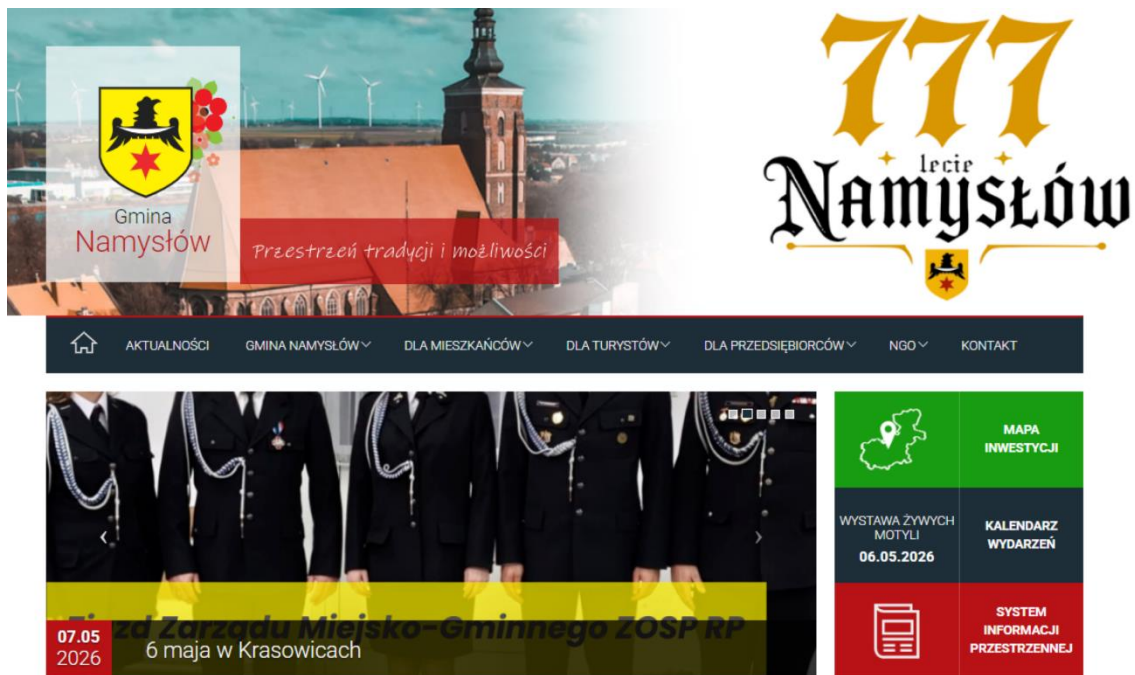 777
lecie
Namysłów
Gmina
Namysłów
Przestrzeń tradycji i możliwości
AKTUALNOŚCI GMINA NAMYSŁÓW DLA MIESZKAŃCÓW DLA TURYSTÓW DLA PRZEDSIĘBIORCÓW NGO KONTAKT
Zjazd Zarządu Miejsko-Gminnego ZOSP RP
07.05
2026
6 maja w Krasowicach
MAPA
INWESTYCJI
WYSTAWA ŻYWYCH
MOTYLI
06.05.2026
KALENDARZ
WYDARZEŃ
SYSTEM
INFORMACJI
PRZESTRZENNEJ